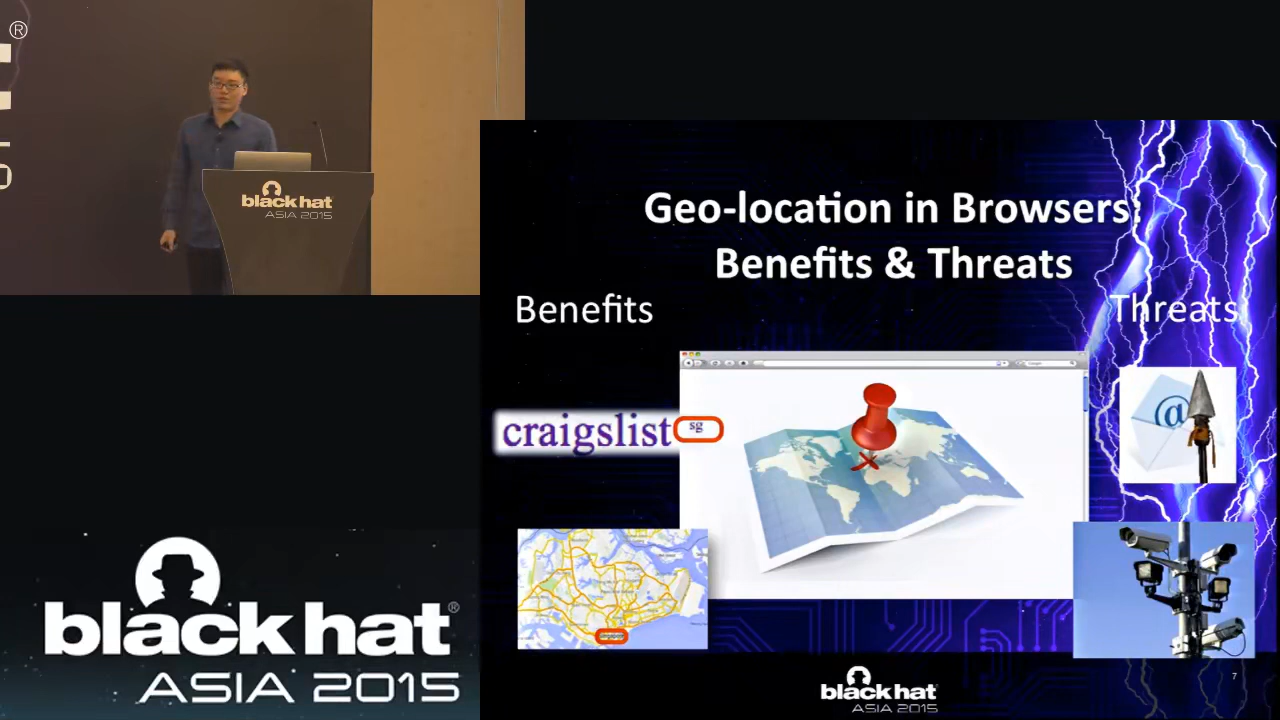 ®
black hat
ASIA 2015
Geo-location in Browsers:
Benefits & Threats
Benefits
Threats
craigslist sg
@
black hat®
ASIA 2015
black hat
ASIA 2015
7